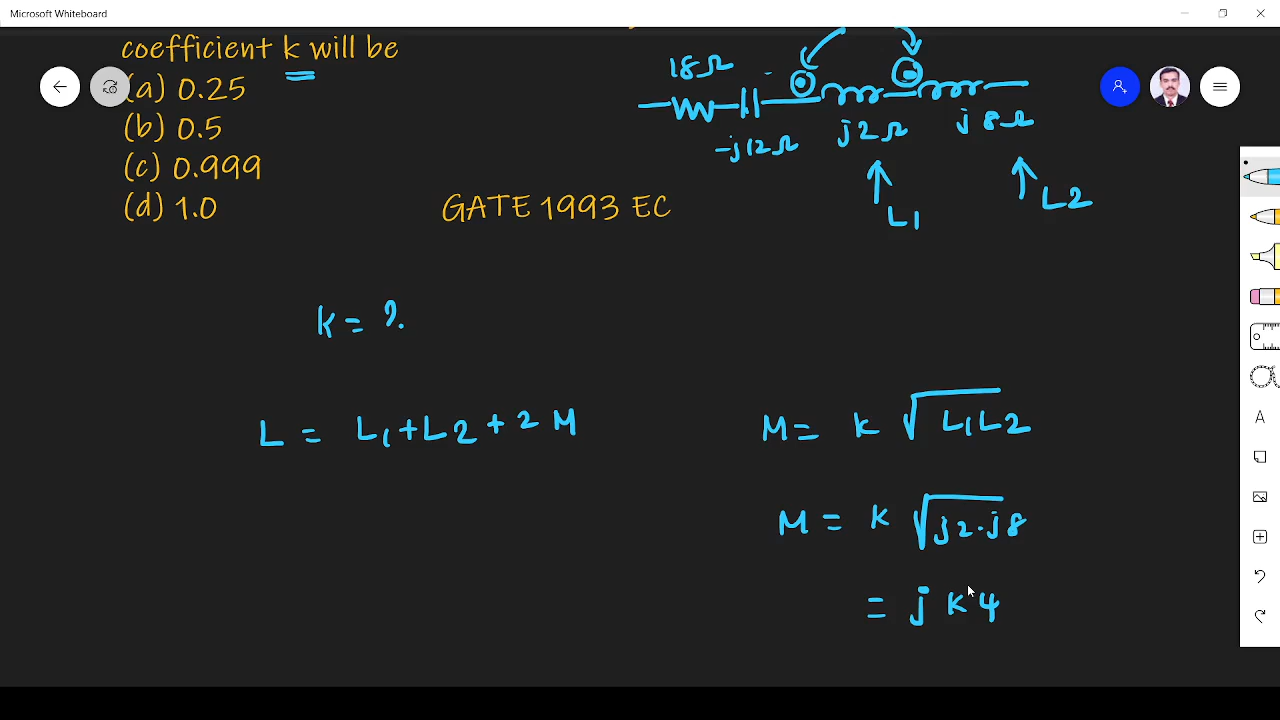 Microsoft Whiteboard
coefficient k will be
(a) 0.25
(b) 0.5
(c) 0.999
(d) 1.0
GATE 1993 EC
18Ω
-j12Ω
j2Ω
j8Ω
L1
L2
K = ?
L = L1+L2+2M
M = K √L1L2
M = K √j2.j8
= j K4
A